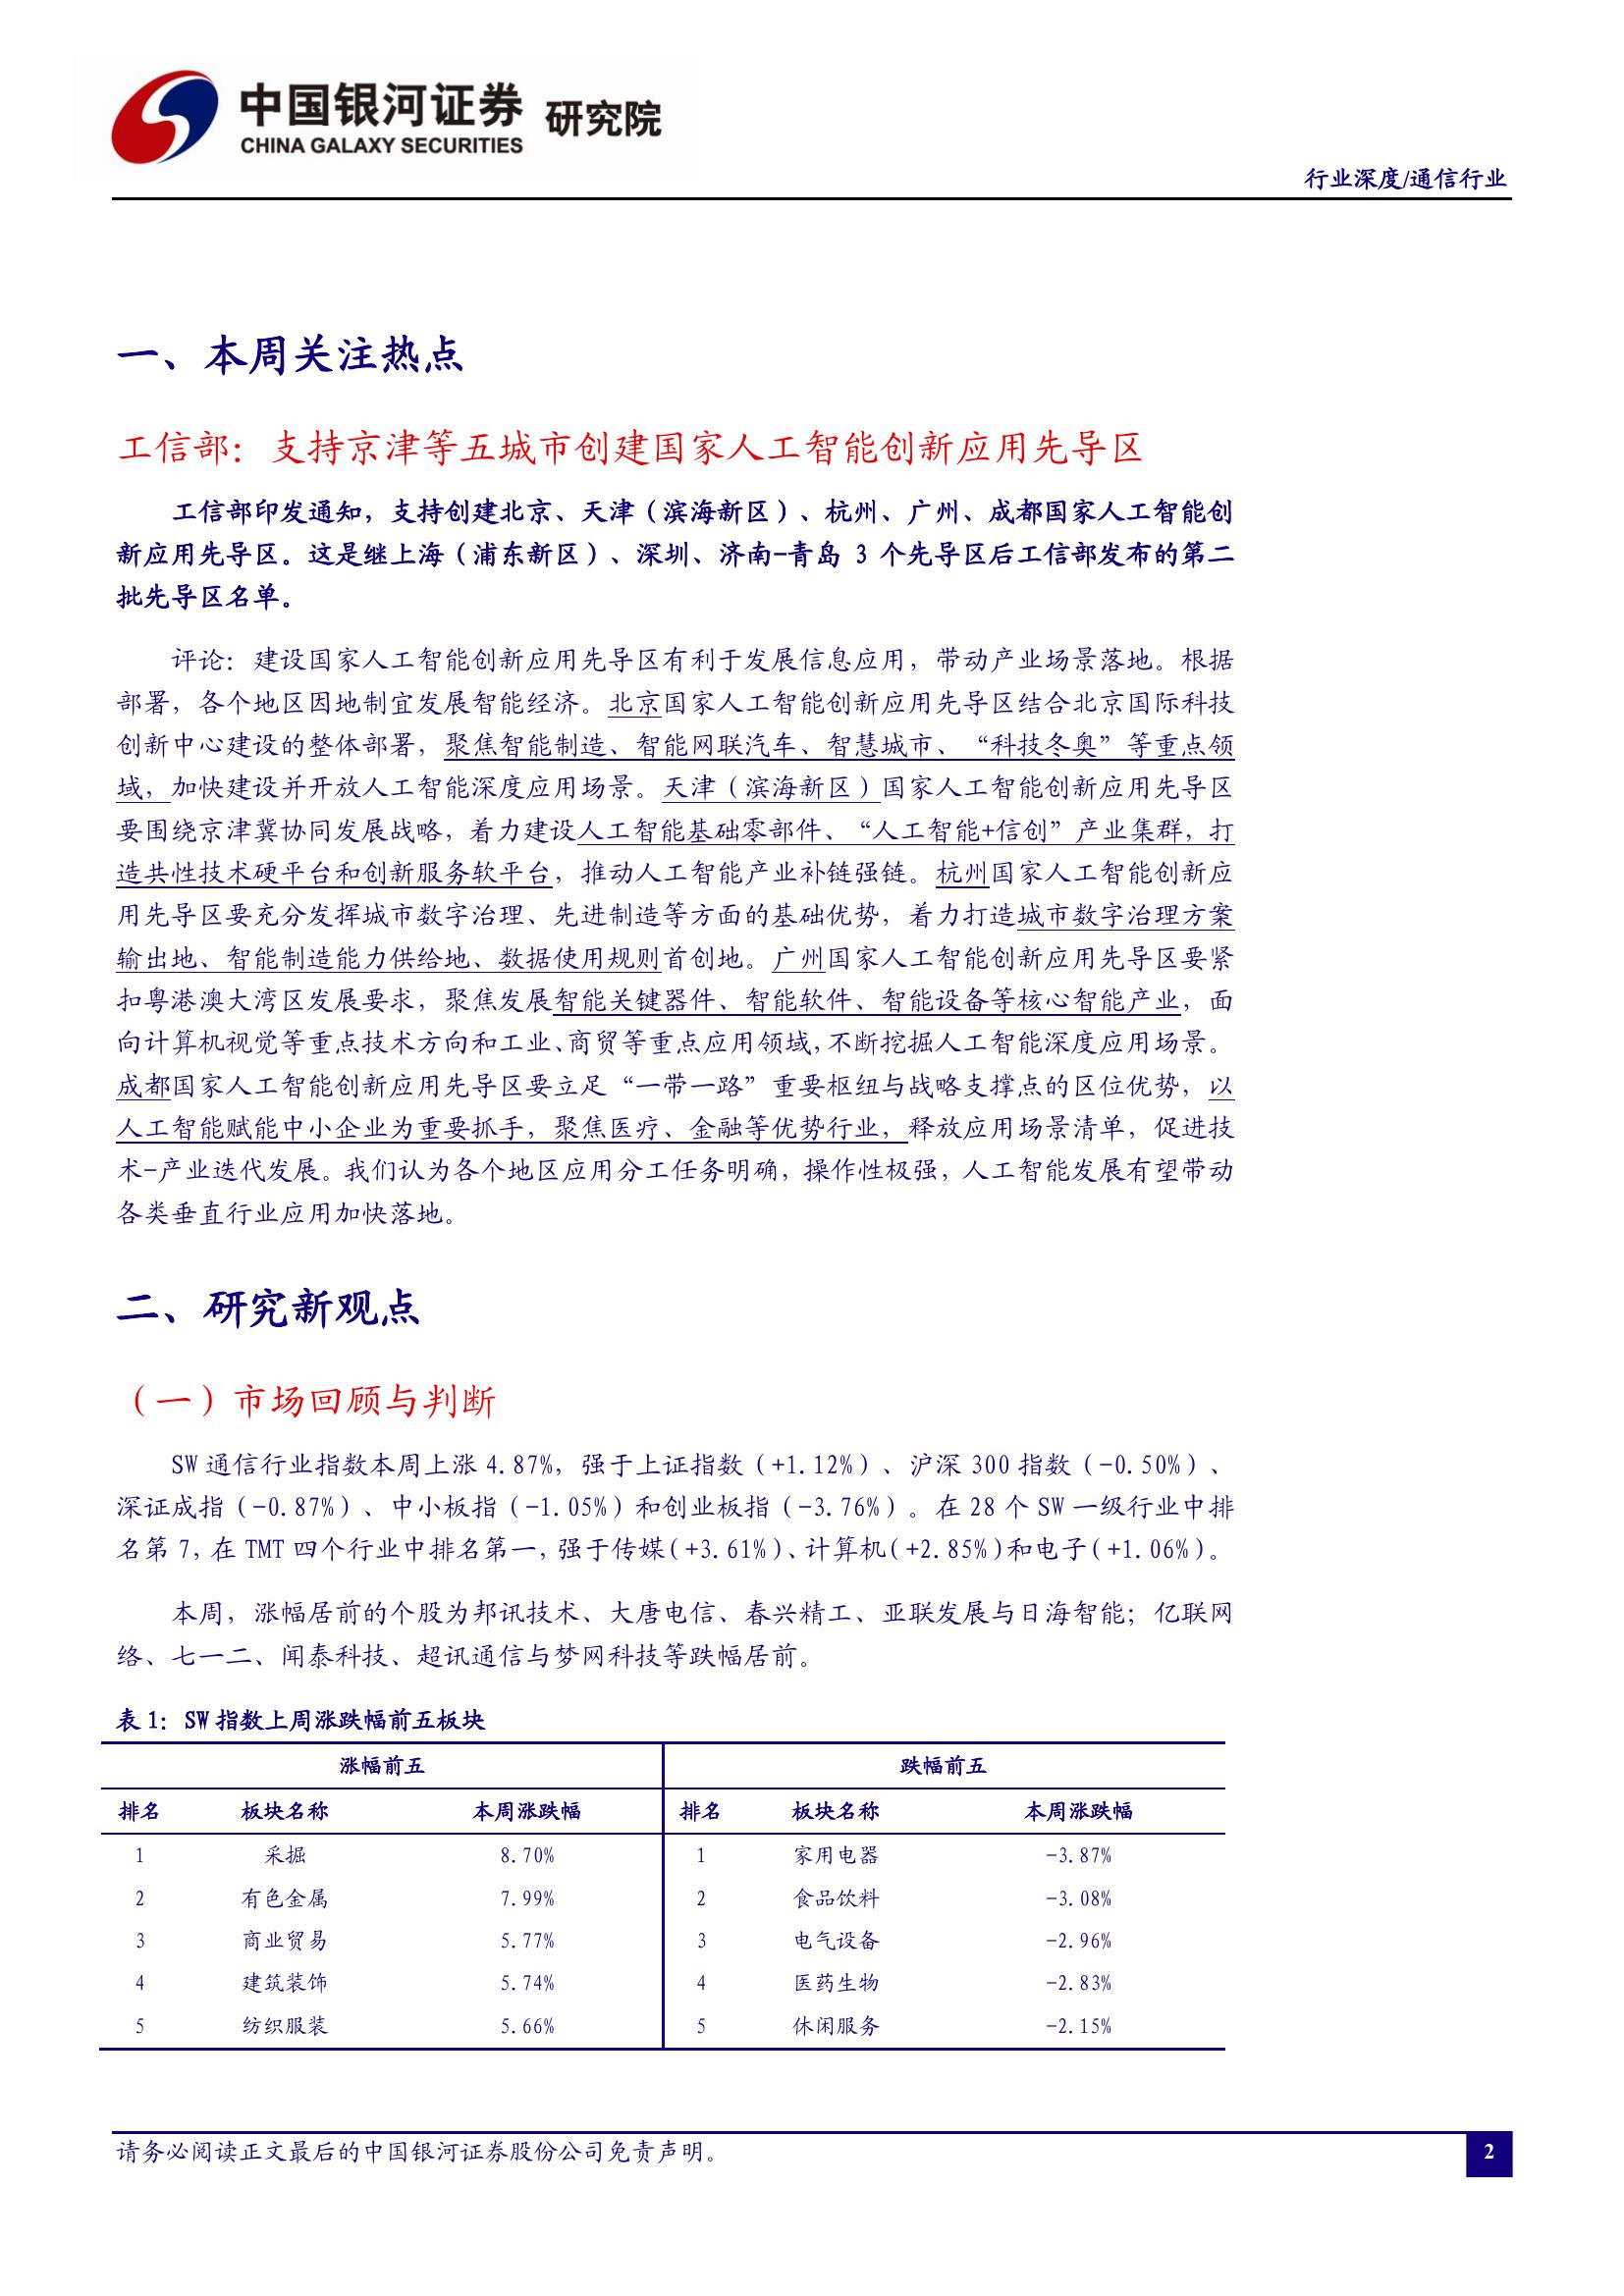 中国银河证券 研究院
CHINA GALAXY SECURITIES
行业深度/通信行业
一、本周关注热点
工信部：支持京津等五城市创建国家人工智能创新应用先导区
工信部印发通知，支持创建北京、天津（滨海新区）、杭州、广州、成都国家人工智能创
新应用先导区。这是继上海（浦东新区）、深圳、济南-青岛 3 个先导区后工信部发布的第二
批先导区名单。
评论：建设国家人工智能创新应用先导区有利于发展信息应用，带动产业场景落地。根据
部署，各个地区因地制宜发展智能经济。北京国家人工智能创新应用先导区结合北京国际科技
创新中心建设的整体部署，聚焦智能制造、智能网联汽车、智慧城市、“科技冬奥”等重点领
域，加快建设并开放人工智能深度应用场景。天津（滨海新区）国家人工智能创新应用先导区
要围绕京津冀协同发展战略，着力建设人工智能基础零部件、“人工智能+信创”产业集群，打
造共性技术硬平台和创新服务软平台，推动人工智能产业补链强链。杭州国家人工智能创新应
用先导区要充分发挥城市数字治理、先进制造等方面的基础优势，着力打造城市数字治理方案
输出地、智能制造能力供给地、数据使用规则首创地。广州国家人工智能创新应用先导区要紧
扣粤港澳大湾区发展要求，聚焦发展智能关键器件、智能软件、智能设备等核心智能产业，面
向计算机视觉等重点技术方向和工业、商贸等重点应用领域，不断挖掘人工智能深度应用场景。
成都国家人工智能创新应用先导区要立足“一带一路”重要枢纽与战略支撑点的区位优势，以
人工智能赋能中小企业为重要抓手，聚焦医疗、金融等优势行业，释放应用场景清单，促进技
术-产业迭代发展。我们认为各个地区应用分工任务明确，操作性极强，人工智能发展有望带动
各类垂直行业应用加快落地。
二、研究新观点
（一）市场回顾与判断
SW 通信行业指数本周上涨 4.87%，强于上证指数（+1.12%）、沪深 300 指数（-0.50%）、
深证成指（-0.87%）、中小板指（-1.05%）和创业板指（-3.76%）。在 28 个 SW 一级行业中排
名第 7，在 TMT 四个行业中排名第一，强于传媒（+3.61%）、计算机（+2.85%）和电子（+1.06%）。
本周，涨幅居前的个股为邦讯技术、大唐电信、春兴精工、亚联发展与日海智能；亿联网
络、七一二、闻泰科技、超讯通信与梦网科技等跌幅居前。
表 1：SW 指数上周涨跌幅前五板块
涨幅前五 跌幅前五
排名 板块名称 本周涨跌幅 排名 板块名称 本周涨跌幅
1 采掘 8.70% 1 家用电器 -3.87%
2 有色金属 7.99% 2 食品饮料 -3.08%
3 商业贸易 5.77% 3 电气设备 -2.96%
4 建筑装饰 5.74% 4 医药生物 -2.83%
5 纺织服装 5.66% 5 休闲服务 -2.15%
请务必阅读正文最后的中国银河证券股份公司免责声明。 2